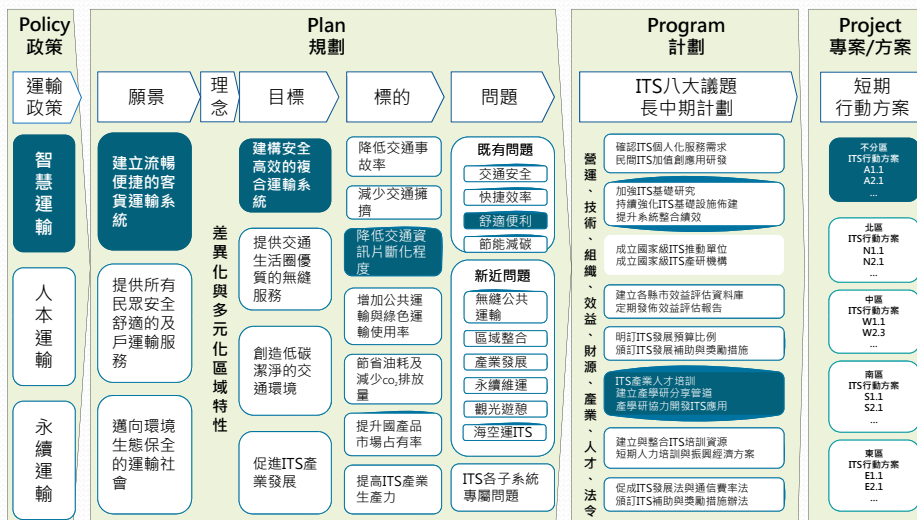 Policy
政策
Plan
規劃
Program
計劃
Project
專案/方案
運輸
政策
願景
理
念
目標
標的
問題
ITS八大議題
長中期計劃
短期
行動方案
智
慧
運
輸
人
本
運
輸
永
續
運
輸
建立流暢
便捷的客
貨運輸系
統
提供所有
民眾安全
舒適的及
戶運輸服
務
邁向環境
生態保全
的運輸社
會
差
異
化
與
多
元
化
區
域
特
性
建構安全
高效的複
合運輸系
統
提供交通
生活圈優
質的無縫
服務
創造低碳
潔淨的交
通環境
促進ITS產
業發展
降低交通事
故率
減少交通擁
擠
降低交通資
訊片斷化程
度
增加公共運
輸與綠色運
輸使用率
節省油耗及
減少co₂排放
量
提升國產品
市場占有率
提高ITS產業
生產力
既有問題
交通安全
快捷效率
舒適便利
節能減碳
新近問題
無縫公共
運輸
區域整合
產業發展
永續維運
觀光遊憩
海空運ITS
ITS各子系統
專屬問題
營
運
、
技
術
、
組
織
、
效
益
、
財
源
、
產
業
、
人
才
、
法
令
確認ITS個人化服務需求
民間ITS加值創應用研發
加強ITS基礎研究
持續強化ITS基礎設施佈建
提升系統整合績效
成立國家級ITS推動單位
成立國家級ITS產研機構
建立各縣市效益評估資料庫
定期發佈效益評估報告
明訂ITS發展預算比例
頒訂ITS發展補助與獎勵措施
ITS產業人才培訓
建立產學研分享管道
產學研協力開發ITS應用
建立與整合ITS培訓資源
短期人力培訓與振興經濟方案
促成ITS發展法與通信費率法
頒訂ITS補助與獎勵措施辦法
不分區
ITS行動方案
A1.1
A2.1
...
北區
ITS行動方案
N1.1
N2.1
...
中區
ITS行動方案
W1.1
W2.3
...
南區
ITS行動方案
S1.1
S2.1
...
東區
ITS行動方案
E1.1
E2.1
...